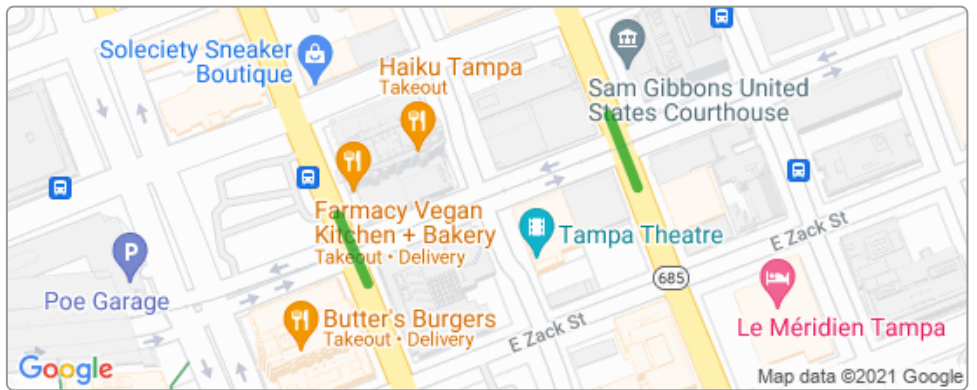 Soleciety Sneaker
Boutique
Haiku Tampa
Takeout
Sam Gibbons United
States Courthouse
Farmacy Vegan
Kitchen + Bakery
Takeout • Delivery
Tampa Theatre
E Zack St
P
Poe Garage
685
Butter's Burgers
Takeout • Delivery
E Zack St
Le Méridien Tampa
Google
Map data ©2021 Google